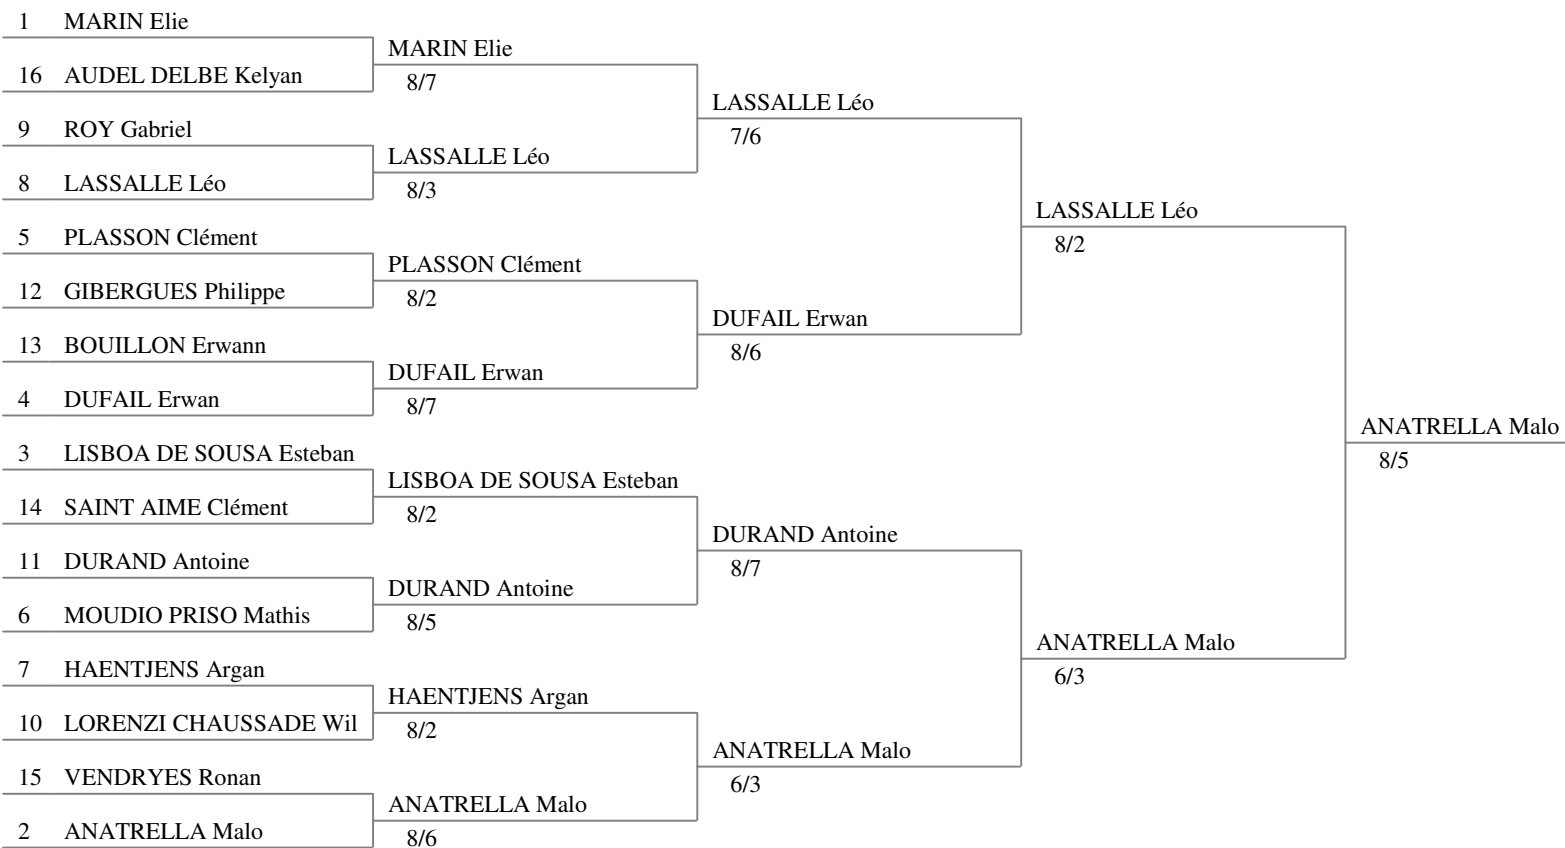 1 MARIN Elie
16 AUDEL DELBE Kelyan
9 ROY Gabriel
8 LASSALLE Léo
5 PLASSON Clément
12 GIBERGUES Philippe
13 BOUILLON Erwann
4 DUFAIL Erwan
3 LISBOA DE SOUSA Esteban
14 SAINT AIME Clément
11 DURAND Antoine
6 MOUDIO PRISO Mathis
7 HAENTJENS Argan
10 LORENZI CHAUSSADE Wil
15 VENDRYES Ronan
2 ANATRELLA Malo
MARIN Elie
8/7
LASSALLE Léo
8/3
PLASSON Clément
8/2
DUFAIL Erwan
8/7
LISBOA DE SOUSA Esteban
8/2
DURAND Antoine
8/5
HAENTJENS Argan
8/2
ANATRELLA Malo
8/6
LASSALLE Léo
7/6
DUFAIL Erwan
8/6
DURAND Antoine
8/7
ANATRELLA Malo
6/3
LASSALLE Léo
8/2
ANATRELLA Malo
6/3
ANATRELLA Malo
8/5